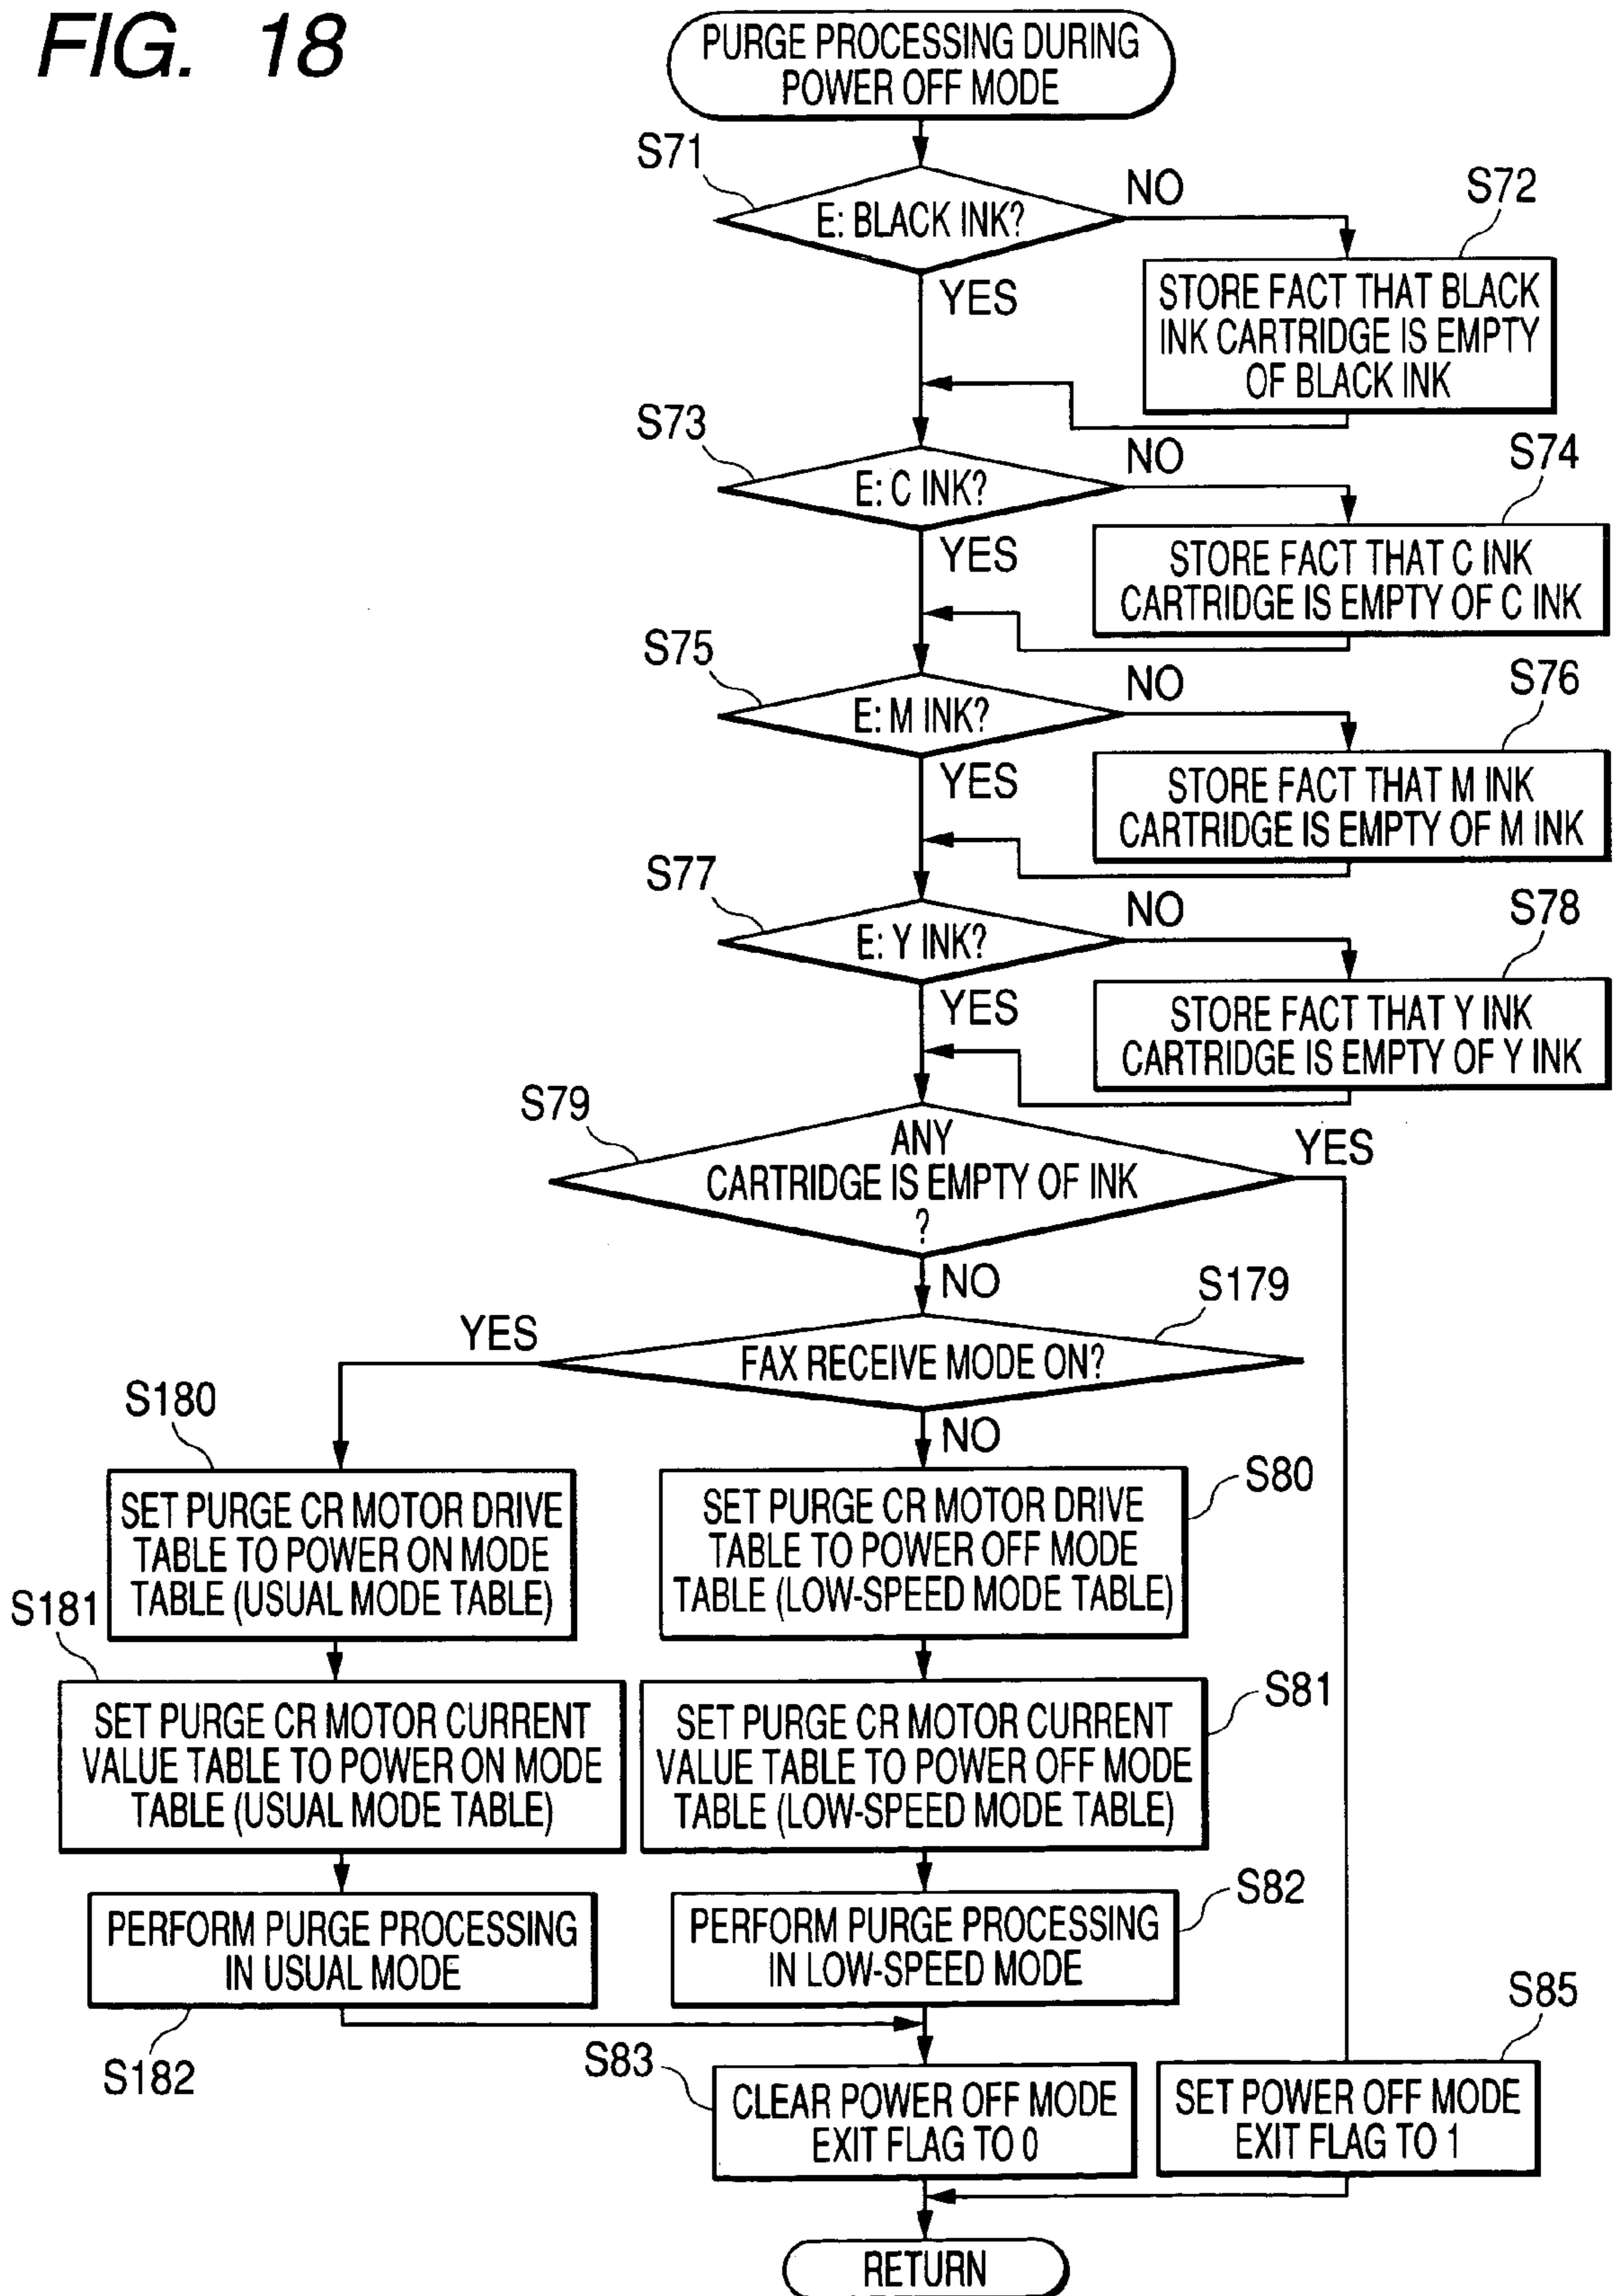 FIG. 18
PURGE PROCESSING DURING
POWER OFF MODE
S71
E: BLACK INK?
NO
YES
S72
STORE FACT THAT BLACK
INK CARTRIDGE IS EMPTY
OF BLACK INK
S73
E: C INK?
NO
YES
S74
STORE FACT THAT C INK
CARTRIDGE IS EMPTY OF C INK
S75
E: M INK?
NO
YES
S76
STORE FACT THAT M INK
CARTRIDGE IS EMPTY OF M INK
S77
E: Y INK?
NO
YES
S78
STORE FACT THAT Y INK
CARTRIDGE IS EMPTY OF Y INK
S79
ANY
CARTRIDGE IS EMPTY OF INK
?
YES
NO
S179
FAX RECEIVE MODE ON?
YES
NO
S180
SET PURGE CR MOTOR DRIVE
TABLE TO POWER ON MODE
TABLE (USUAL MODE TABLE)
S80
SET PURGE CR MOTOR DRIVE
TABLE TO POWER OFF MODE
TABLE (LOW-SPEED MODE TABLE)
S181
SET PURGE CR MOTOR CURRENT
VALUE TABLE TO POWER ON MODE
TABLE (USUAL MODE TABLE)
S81
SET PURGE CR MOTOR CURRENT
VALUE TABLE TO POWER OFF MODE
TABLE (LOW-SPEED MODE TABLE)
PERFORM PURGE PROCESSING
IN USUAL MODE
S182
S82
PERFORM PURGE PROCESSING
IN LOW-SPEED MODE
S83
CLEAR POWER OFF MODE
EXIT FLAG TO 0
S85
SET POWER OFF MODE
EXIT FLAG TO 1
RETURN